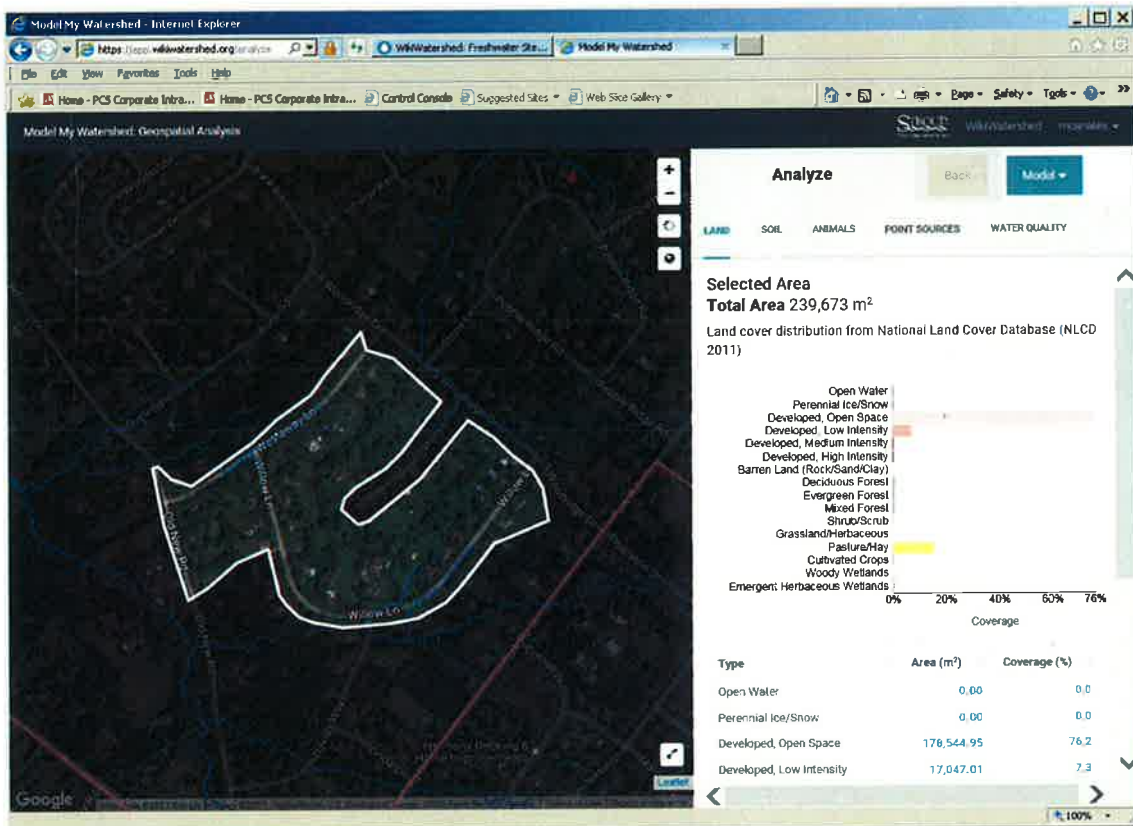 Model My Watershed - Internet Explorer
wikiwatershed.org/analyze
WikiWatershed: Freshwater Ste...
Model My Watershed
File Edit View Favorites Tools Help
Home - PCS Corporate Intra...
Home - PCS Corporate Intra...
Control Console
Suggested Sites
Web Slice Gallery
Page
Safety
Tools
Model My Watershed: Geospatial Analysis
WikiWatershed
Analyze
Back
Model
LAND
SOIL
ANIMALS
POINT SOURCES
WATER QUALITY
Selected Area
Total Area 239,673 m²
Land cover distribution from National Land Cover Database (NLCD
2011)
Open Water
Perennial Ice/Snow
Developed, Open Space
Developed, Low Intensity
Developed, Medium Intensity
Developed, High Intensity
Barren Land (Rock/Sand/Clay)
Deciduous Forest
Evergreen Forest
Mixed Forest
Shrub/Scrub
Grassland/Herbaceous
Pasture/Hay
Cultivated Crops
Woody Wetlands
Emergent Herbaceous Wetlands
0% 20% 40% 60% 76%
Coverage
Type Area (m²) Coverage (%)
Open Water 0.00 0.0
Perennial Ice/Snow 0.00 0.0
Developed, Open Space 178,544.95 76.2
Developed, Low Intensity 17,047.01 7.3
Willow Ln
Willow Ln
Leaflet
Google
100%